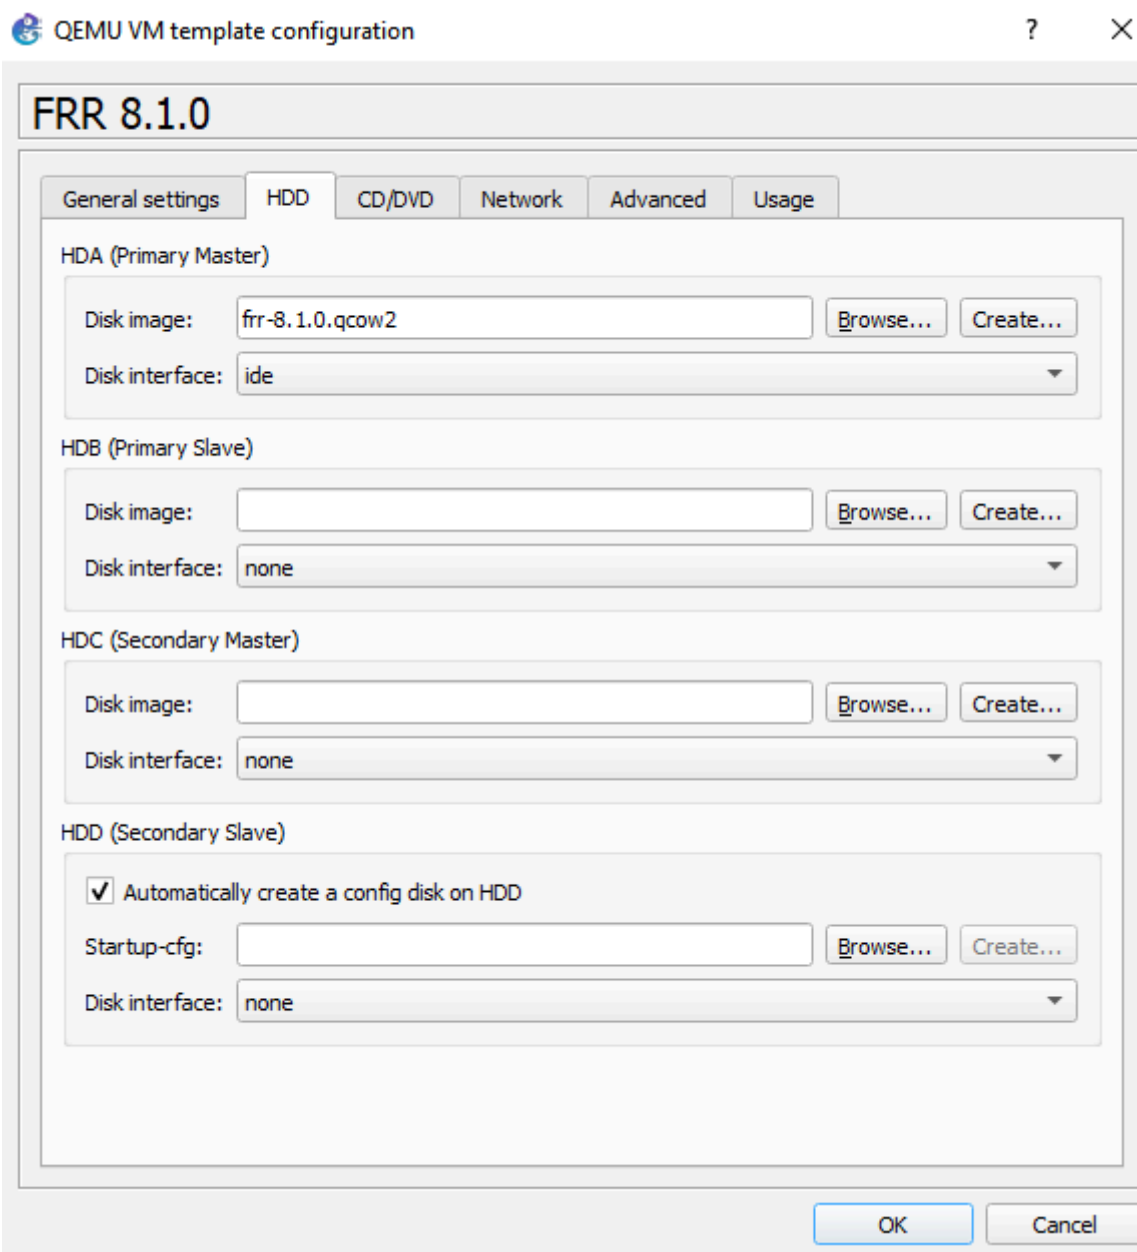 QEMU VM template configuration ?
FRR 8.1.0
General settings HDD CD/DVD Network Advanced Usage
HDA (Primary Master)
Disk image: frr-8.1.0.qcow2 Browse... Create...
Disk interface: ide
HDB (Primary Slave)
Disk image: Browse... Create...
Disk interface: none
HDC (Secondary Master)
Disk image: Browse... Create...
Disk interface: none
HDD (Secondary Slave)
Automatically create a config disk on HDD
Startup-cfg: Browse... Create...
Disk interface: none
OK Cancel